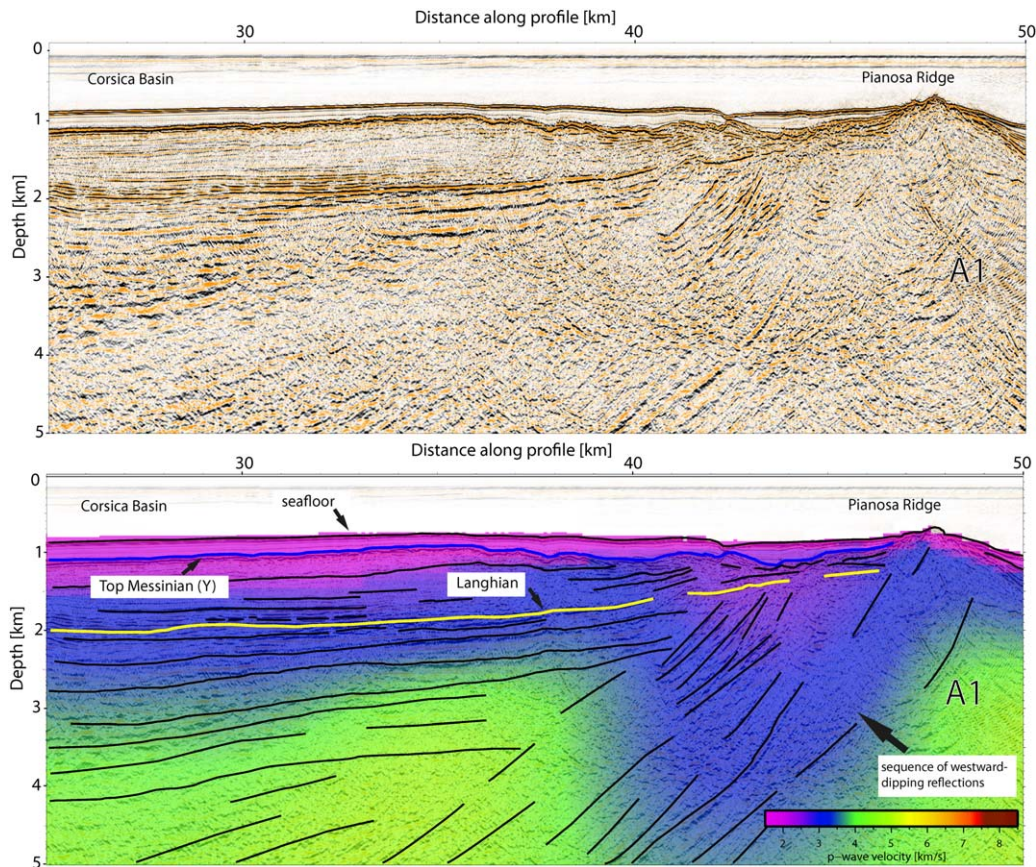 Distance along profile [km]
30 40 50
0
Corsica Basin Pianosa Ridge
1
Depth [km]
2
A1
3
4
5
Distance along profile [km]
30 40 50
0
Corsica Basin seafloor Pianosa Ridge
1
Top Messinian (Y) Langhian
Depth [km]
2
A1
3
sequence of westward-
dipping reflections
4
2 3 4 5 6 7 8
p-wave velocity [km/s]
5